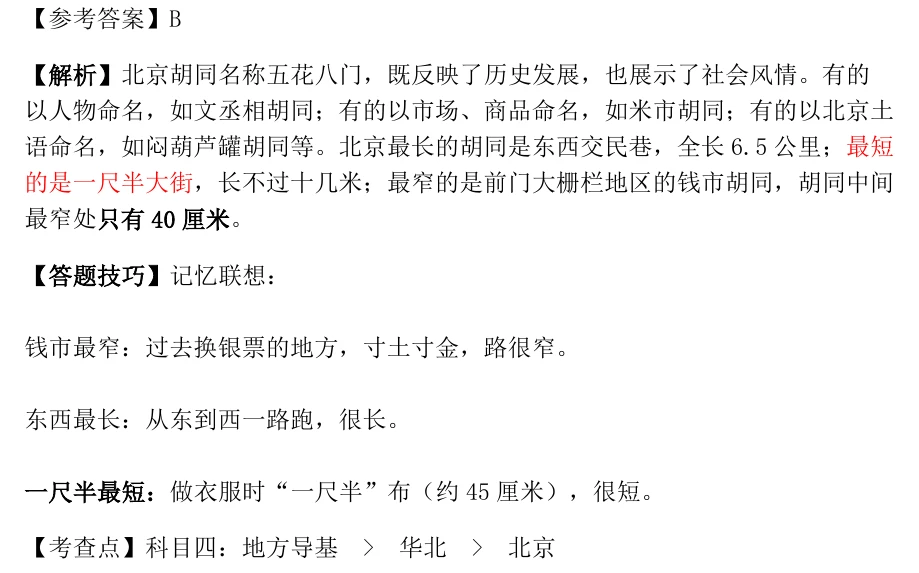 【参考答案】B
【解析】北京胡同名称五花八门，既反映了历史发展，也展示了社会风情。有的
以人物命名，如文丞相胡同；有的以市场、商品命名，如米市胡同；有的以北京土
语命名，如闷葫芦罐胡同等。北京最长的胡同是东西交民巷，全长 6.5 公里；最短
的是一尺半大街，长不过十几米；最窄的是前门大栅栏地区的钱市胡同，胡同中间
最窄处只有 40 厘米。
【答题技巧】记忆联想：
钱市最窄：过去换银票的地方，寸土寸金，路很窄。
东西最长：从东到西一路跑，很长。
一尺半最短：做衣服时“一尺半”布（约 45 厘米），很短。
【考查点】科目四：地方导基 > 华北 > 北京